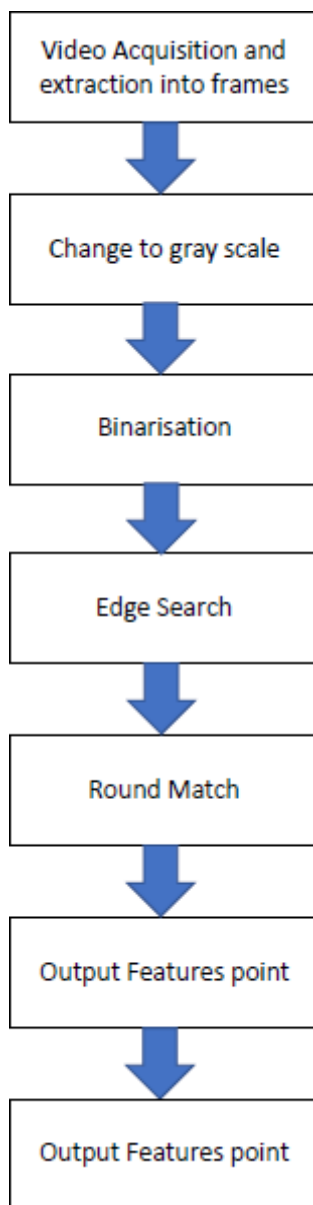 Video Acquisition and
extraction into frames
Change to gray scale
Binarisation
Edge Search
Round Match
Output Features point
Output Features point